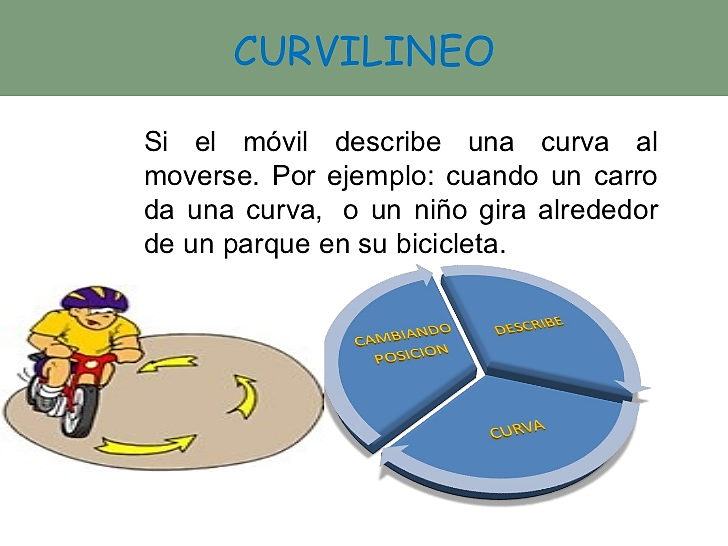 CURVILINEO
Si el móvil describe una curva al
moverse. Por ejemplo: cuando un carro
da una curva, o un niño gira alrededor
de un parque en su bicicleta.
CAMBIANDO
POSICION
DESCRIBE
CURVA